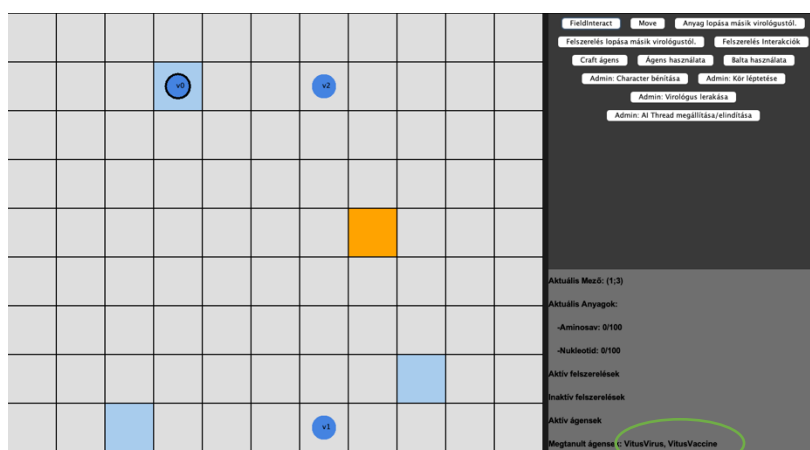 FieldInteract Move Anyag lopása másik virológustól.
Felszerelés lopása másik virológustól. Felszerelés Interakciók
Craft ágens Ágens használata Balta használata
Admin: Character bénítása Admin: Kör léptetése
Admin: Virológus lerakása
Admin: AI Thread megállítása/elindítása
v0
v2
v1
Aktuális Mező: (1;3)
Aktuális Anyagok:
-Aminosav: 0/100
-Nukleotid: 0/100
Aktív felszerelések
Inaktív felszerelések
Aktív ágensek
Megtanult ágensek: VitusVirus, VitusVaccine